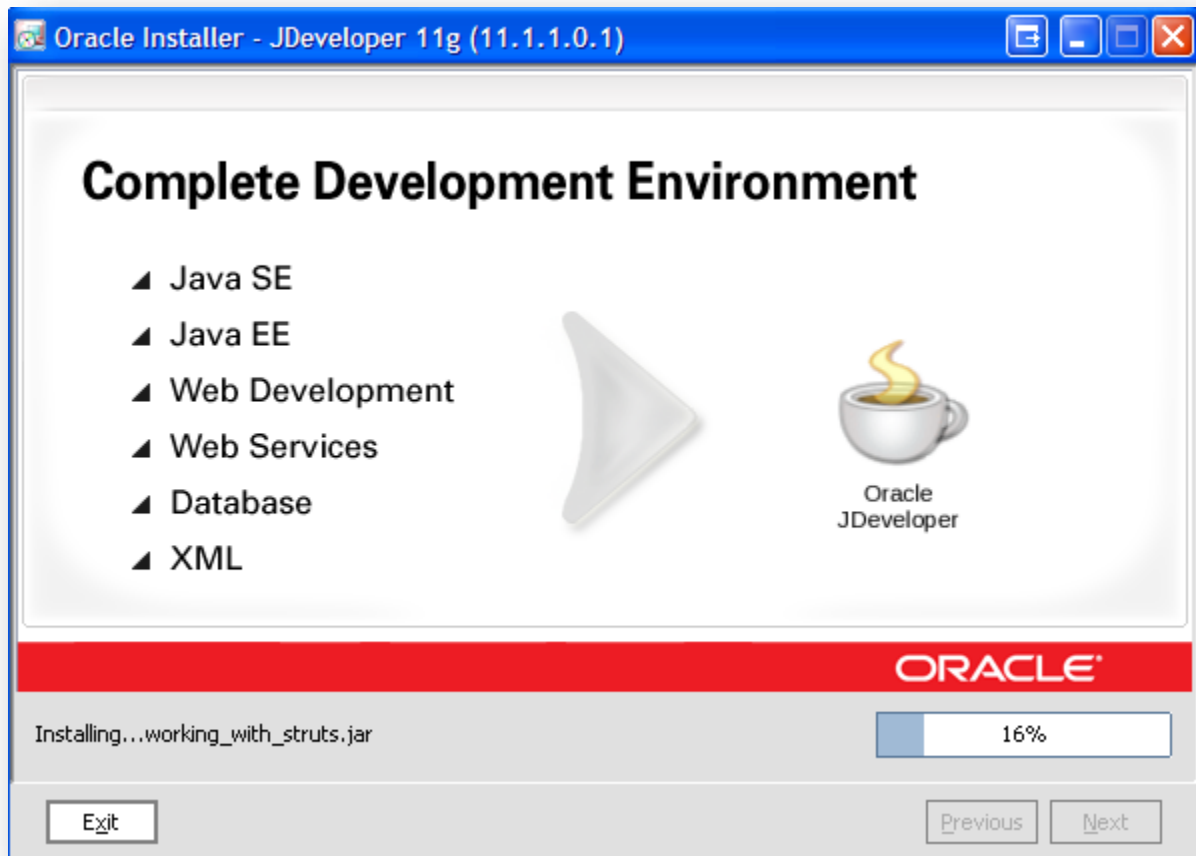 Oracle Installer - JDeveloper 11g (11.1.1.0.1)
Complete Development Environment
Java SE
Java EE
Web Development
Web Services
Database
XML
Oracle
JDeveloper
ORACLE
Installing...working_with_struts.jar
16%
Exit
Previous
Next